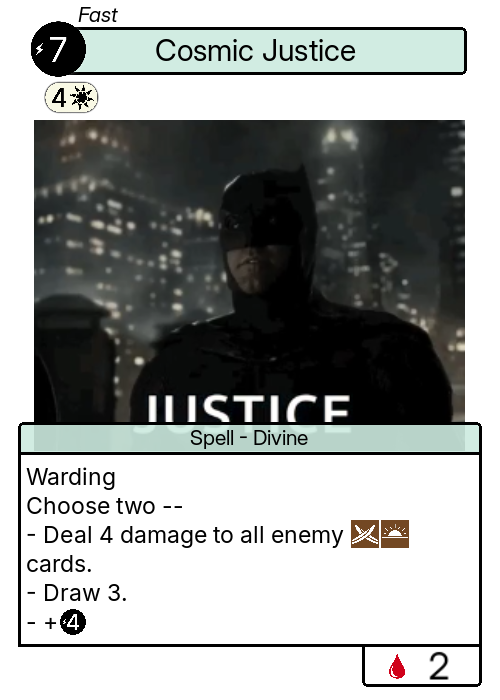 Fast
7
Cosmic Justice
4
JUSTICE
Spell - Divine
Warding
Choose two --
- Deal 4 damage to all enemy
cards.
- Draw 3.
- +4
2